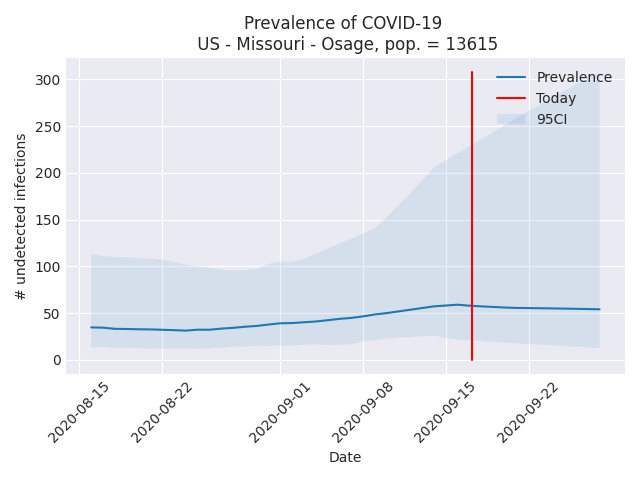 Prevalence of COVID-19
US - Missouri - Osage, pop. = 13615
Prevalence
Today
95CI
# undetected infections
300
250
200
150
100
50
0
2020-08-15
2020-08-22
2020-09-01
2020-09-08
2020-09-15
2020-09-22
Date